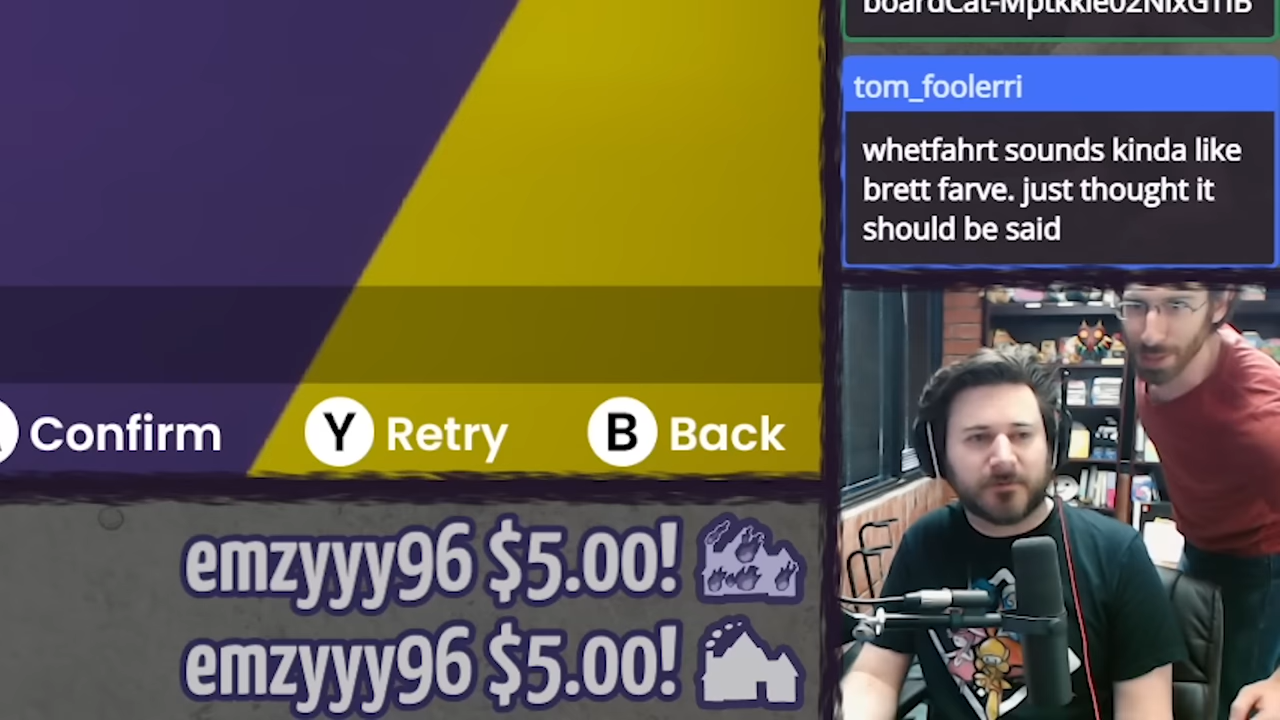 tom_foolerri
whetfahrt sounds kinda like
brett farve. just thought it
should be said
Confirm
Y Retry
B Back
emzyyy96 $5.00!
emzyyy96 $5.00!